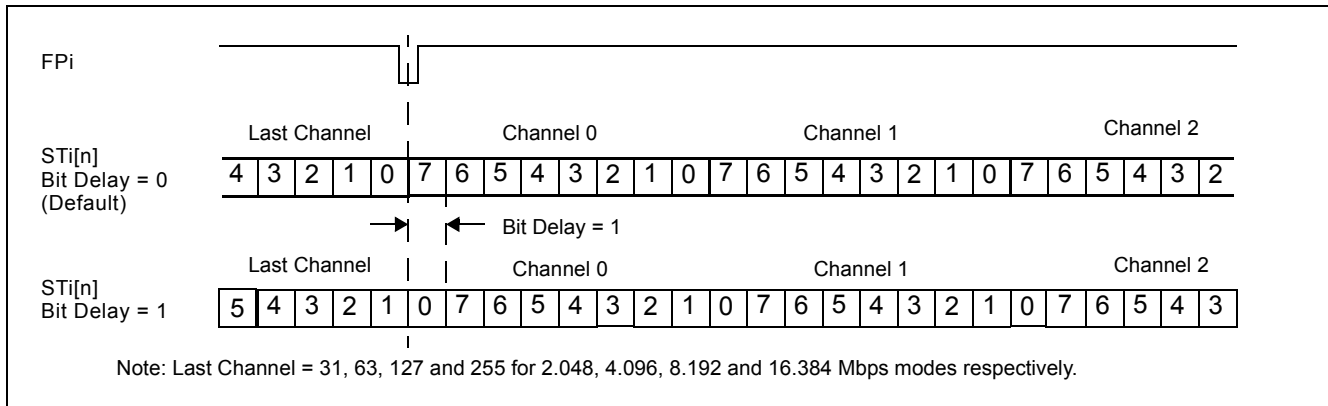 FPi
Last Channel Channel 0 Channel 1 Channel 2
STi[n]
Bit Delay = 0
(Default)
4 3 2 1 0 7 6 5 4 3 2 1 0 7 6 5 4 3 2 1 0 7 6 5 4 3 2
Bit Delay = 1
Last Channel Channel 0 Channel 1 Channel 2
STi[n]
Bit Delay = 1
5 4 3 2 1 0 7 6 5 4 3 2 1 0 7 6 5 4 3 2 1 0 7 6 5 4 3
Note: Last Channel = 31, 63, 127 and 255 for 2.048, 4.096, 8.192 and 16.384 Mbps modes respectively.